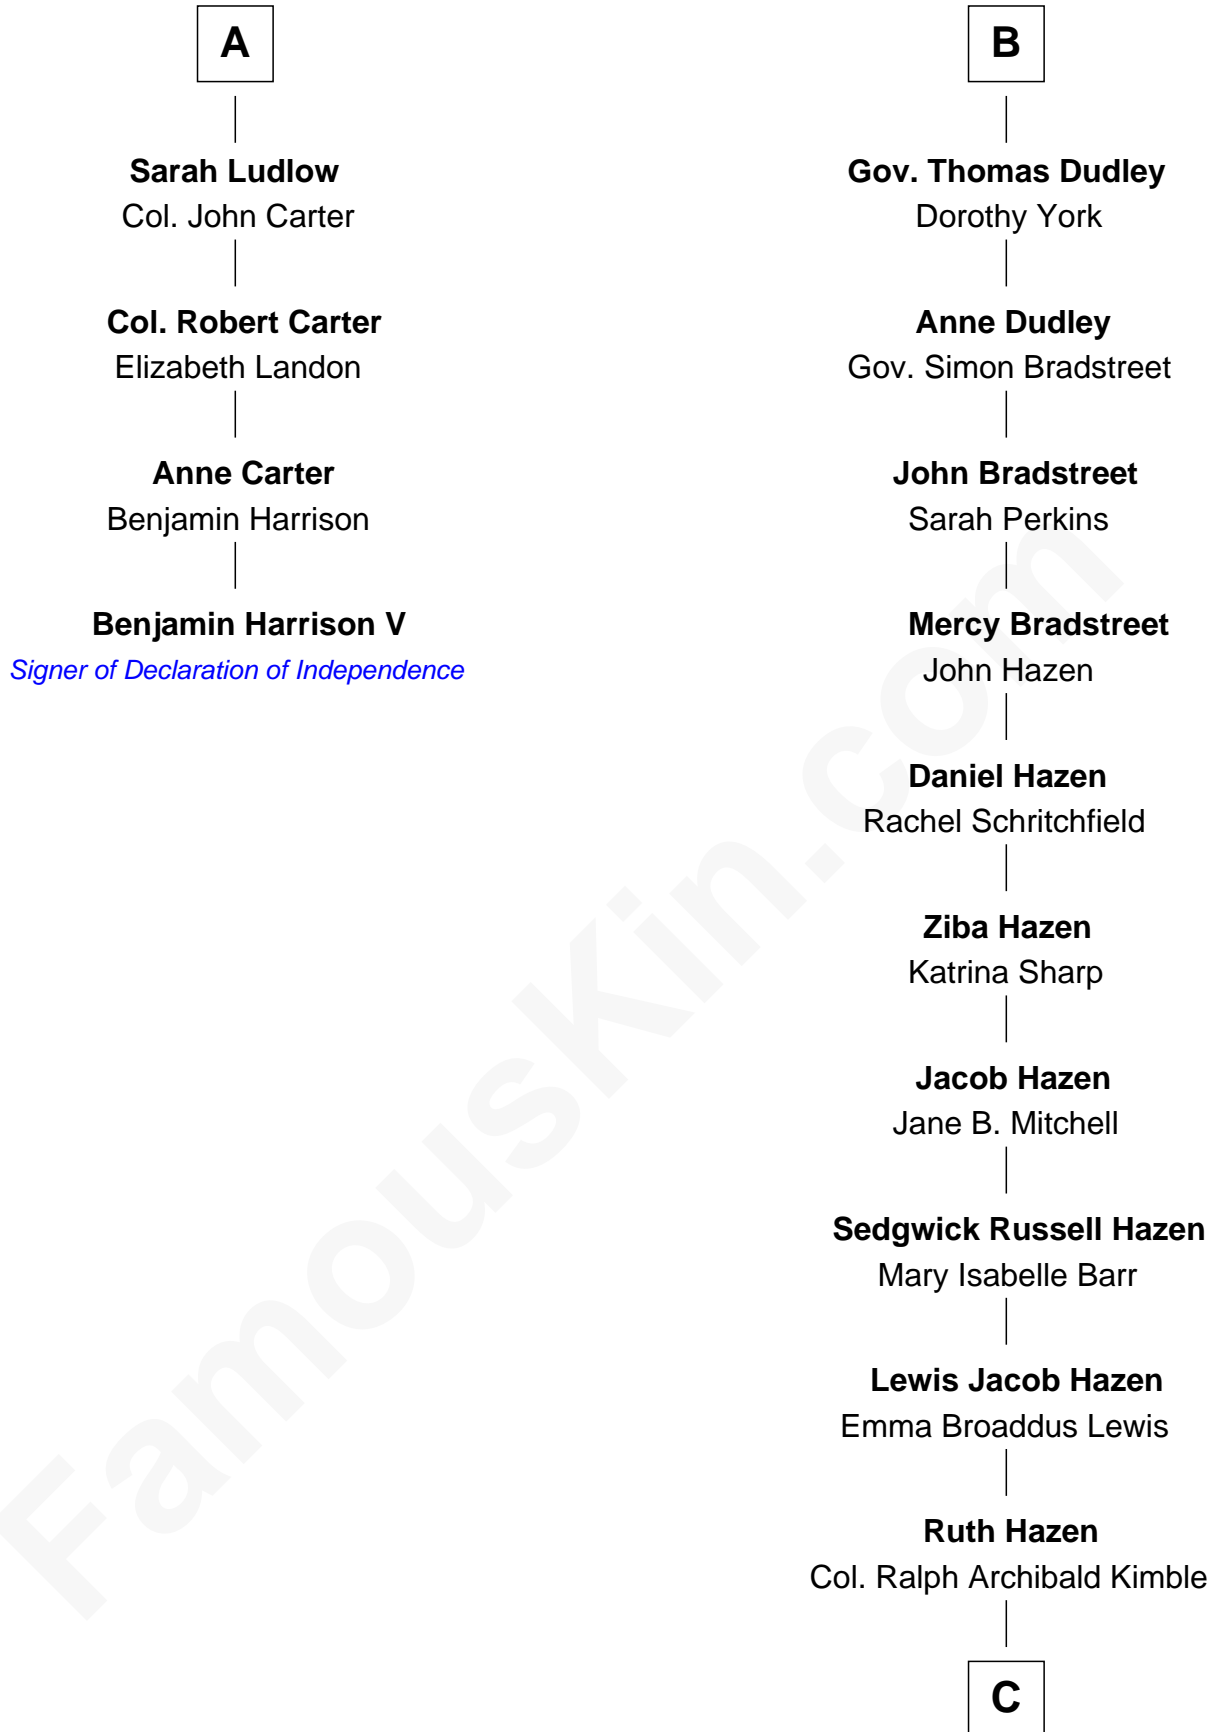 A
Sarah Ludlow
Col. John Carter
Col. Robert Carter
Elizabeth Landon
Anne Carter
Benjamin Harrison
Benjamin Harrison V
Signer of Declaration of Independence
B
Gov. Thomas Dudley
Dorothy York
Anne Dudley
Gov. Simon Bradstreet
John Bradstreet
Sarah Perkins
Mercy Bradstreet
John Hazen
Daniel Hazen
Rachel Schritchfield
Ziba Hazen
Katrina Sharp
Jacob Hazen
Jane B. Mitchell
Sedgwick Russell Hazen
Mary Isabelle Barr
Lewis Jacob Hazen
Emma Broaddus Lewis
Ruth Hazen
Col. Ralph Archibald Kimble
C
FamousKin.com